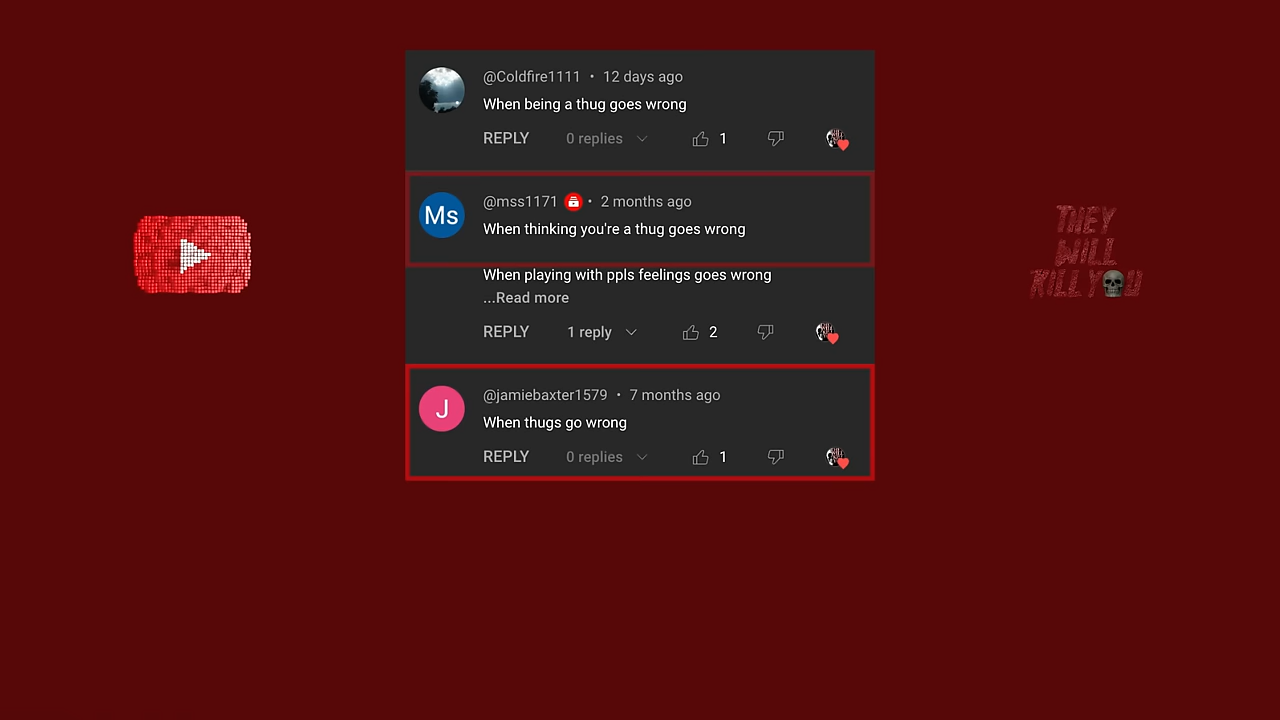 @Coldfire1111 • 12 days ago
When being a thug goes wrong
REPLY 0 replies 1
Ms @mss1171 • 2 months ago
When thinking you're a thug goes wrong
When playing with ppls feelings goes wrong
...Read more
REPLY 1 reply 2
J @jamiebaxter1579 • 7 months ago
When thugs go wrong
REPLY 0 replies 1
THEY
WILL
KILL Y💀U